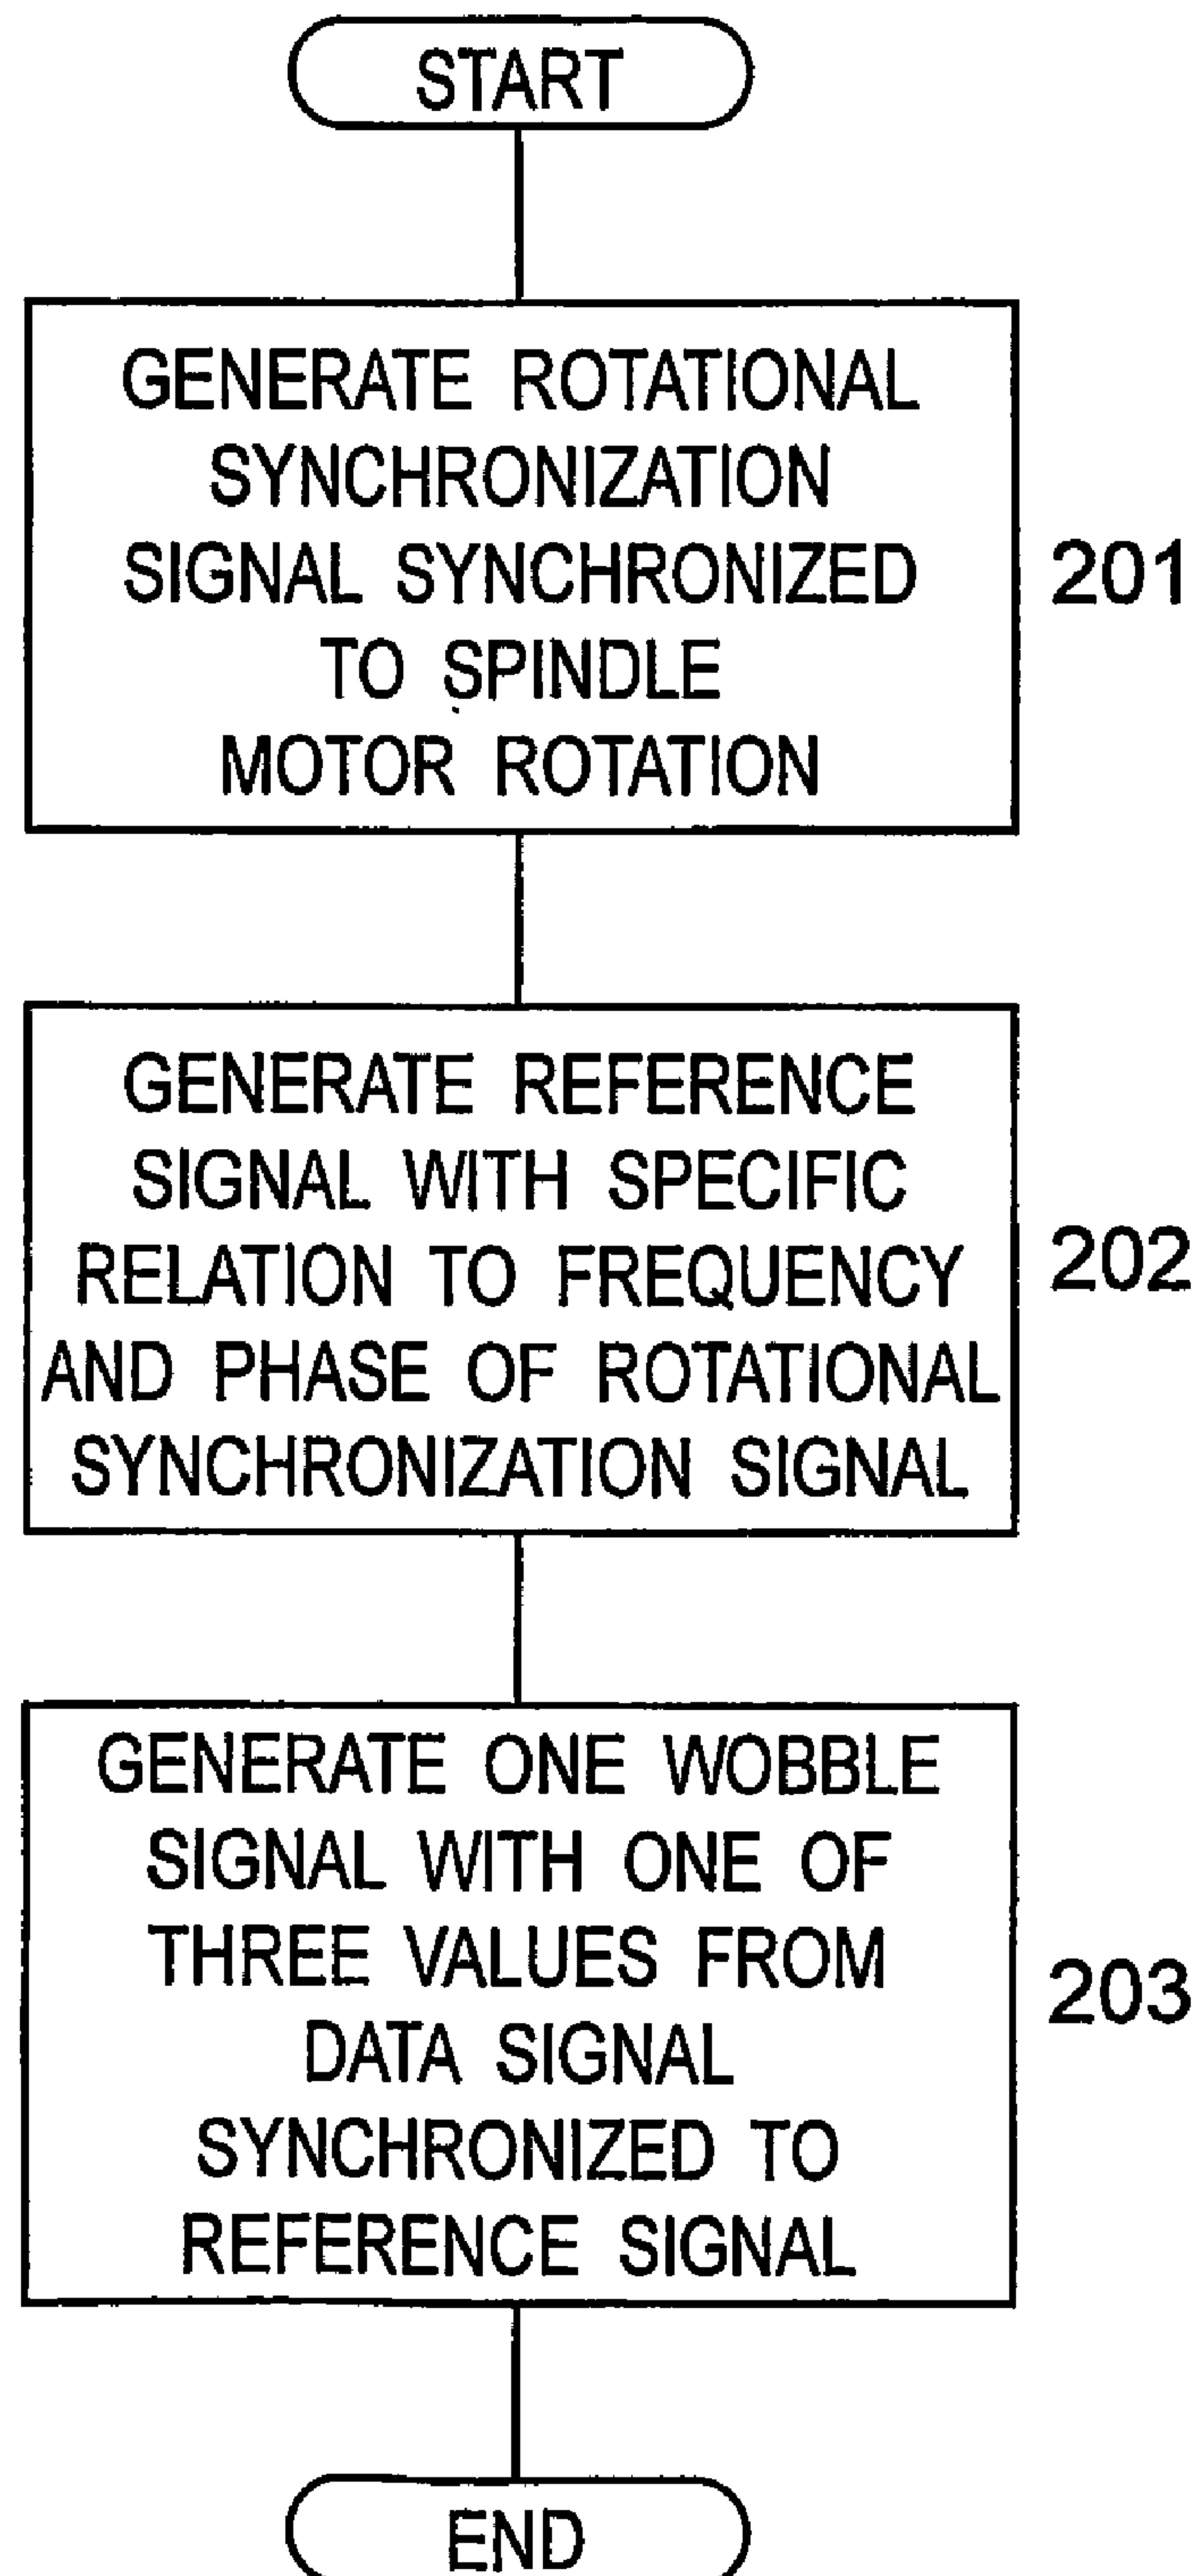 START
GENERATE ROTATIONAL
SYNCHRONIZATION
SIGNAL SYNCHRONIZED
TO SPINDLE
MOTOR ROTATION
201
GENERATE REFERENCE
SIGNAL WITH SPECIFIC
RELATION TO FREQUENCY
AND PHASE OF ROTATIONAL
SYNCHRONIZATION SIGNAL
202
GENERATE ONE WOBBLE
SIGNAL WITH ONE OF
THREE VALUES FROM
DATA SIGNAL
SYNCHRONIZED TO
REFERENCE SIGNAL
203
END